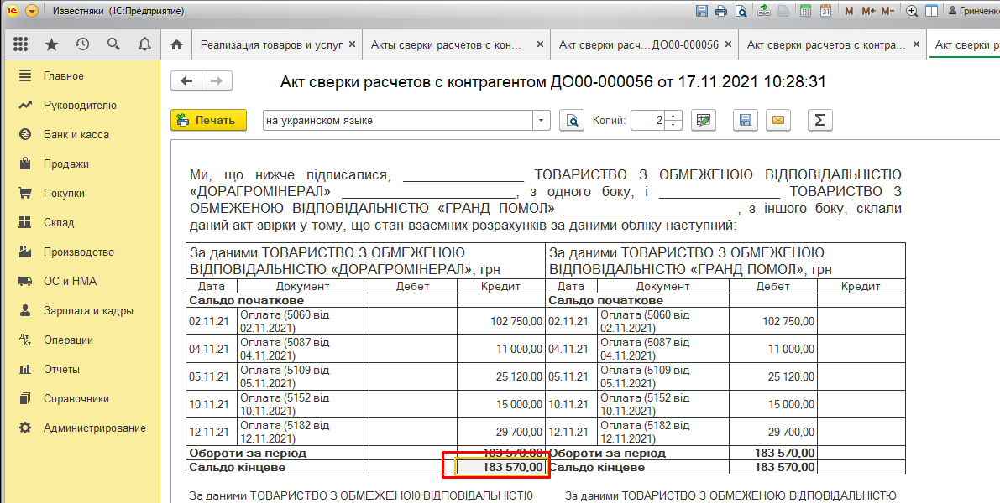 Известняки (1С:Предприятие)
M M+ M- Гринченко
Реализация товаров и услуг × Акты сверки расчетов с кон... × Акт сверки расч... ДО00-000056 × Акт сверки расчетов с контра... × Акт сверки р
Главное
Руководителю
Банк и касса
Продажи
Покупки
Склад
Производство
ОС и НМА
Зарплата и кадры
Операции
Отчеты
Справочники
Администрирование
Акт сверки расчетов с контрагентом ДО00-000056 от 17.11.2021 10:28:31
Печать на украинском языке Копий: 2 Σ
Ми, що нижче підписалися, ________________ ТОВАРИСТВО З ОБМЕЖЕНОЮ ВІДПОВІДАЛЬНІСТЮ
«ДОРАГРОМІНЕРАЛ» _______________________, з одного боку, і ________________ ТОВАРИСТВО З
ОБМЕЖЕНОЮ ВІДПОВІДАЛЬНІСТЮ «ГРАНД ПОМОЛ» _______________________, з іншого боку, склали
даний акт звірки у тому, що стан взаємних розрахунків за даними обліку наступний:
За даними ТОВАРИСТВО З ОБМЕЖЕНОЮ
ВІДПОВІДАЛЬНІСТЮ «ДОРАГРОМІНЕРАЛ», грн
За даними ТОВАРИСТВО З ОБМЕЖЕНОЮ
ВІДПОВІДАЛЬНІСТЮ «ГРАНД ПОМОЛ», грн
Дата Документ Дебет Кредит Дата Документ Дебет Кредит
Сальдо початкове Сальдо початкове
02.11.21 Оплата (5060 від 02.11.2021) 102 750,00 02.11.21 Оплата (5060 від 02.11.2021) 102 750,00
04.11.21 Оплата (5087 від 04.11.2021) 11 000,00 04.11.21 Оплата (5087 від 04.11.2021) 11 000,00
05.11.21 Оплата (5109 від 05.11.2021) 25 120,00 05.11.21 Оплата (5109 від 05.11.2021) 25 120,00
10.11.21 Оплата (5152 від 10.11.2021) 15 000,00 10.11.21 Оплата (5152 від 10.11.2021) 15 000,00
12.11.21 Оплата (5182 від 12.11.2021) 29 700,00 12.11.21 Оплата (5182 від 12.11.2021) 29 700,00
Обороти за період 183 570,00 Обороти за період 183 570,00
Сальдо кінцеве 183 570,00 Сальдо кінцеве 183 570,00
За даними ТОВАРИСТВО З ОБМЕЖЕНОЮ ВІДПОВІДАЛЬНІСТЮ За даними ТОВАРИСТВО З ОБМЕЖЕНОЮ ВІДПОВІДАЛЬНІСТЮ